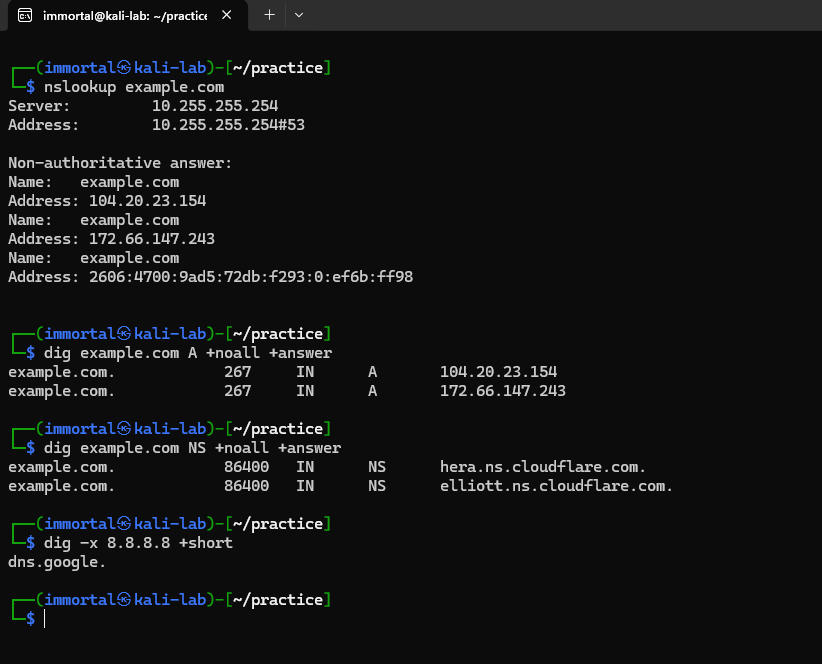 immortal@kali-lab: ~/practice
┌──(immortal㉿kali-lab)-[~/practice]
└─$ nslookup example.com
Server:         10.255.255.254
Address:        10.255.255.254#53
Non-authoritative answer:
Name:   example.com
Address: 104.20.23.154
Name:   example.com
Address: 172.66.147.243
Name:   example.com
Address: 2606:4700:9ad5:72db:f293:0:ef6b:ff98
┌──(immortal㉿kali-lab)-[~/practice]
└─$ dig example.com A +noall +answer
example.com.            267     IN      A       104.20.23.154
example.com.            267     IN      A       172.66.147.243
┌──(immortal㉿kali-lab)-[~/practice]
└─$ dig example.com NS +noall +answer
example.com.            86400   IN      NS      hera.ns.cloudflare.com.
example.com.            86400   IN      NS      elliott.ns.cloudflare.com.
┌──(immortal㉿kali-lab)-[~/practice]
└─$ dig -x 8.8.8.8 +short
dns.google.
┌──(immortal㉿kali-lab)-[~/practice]
└─$